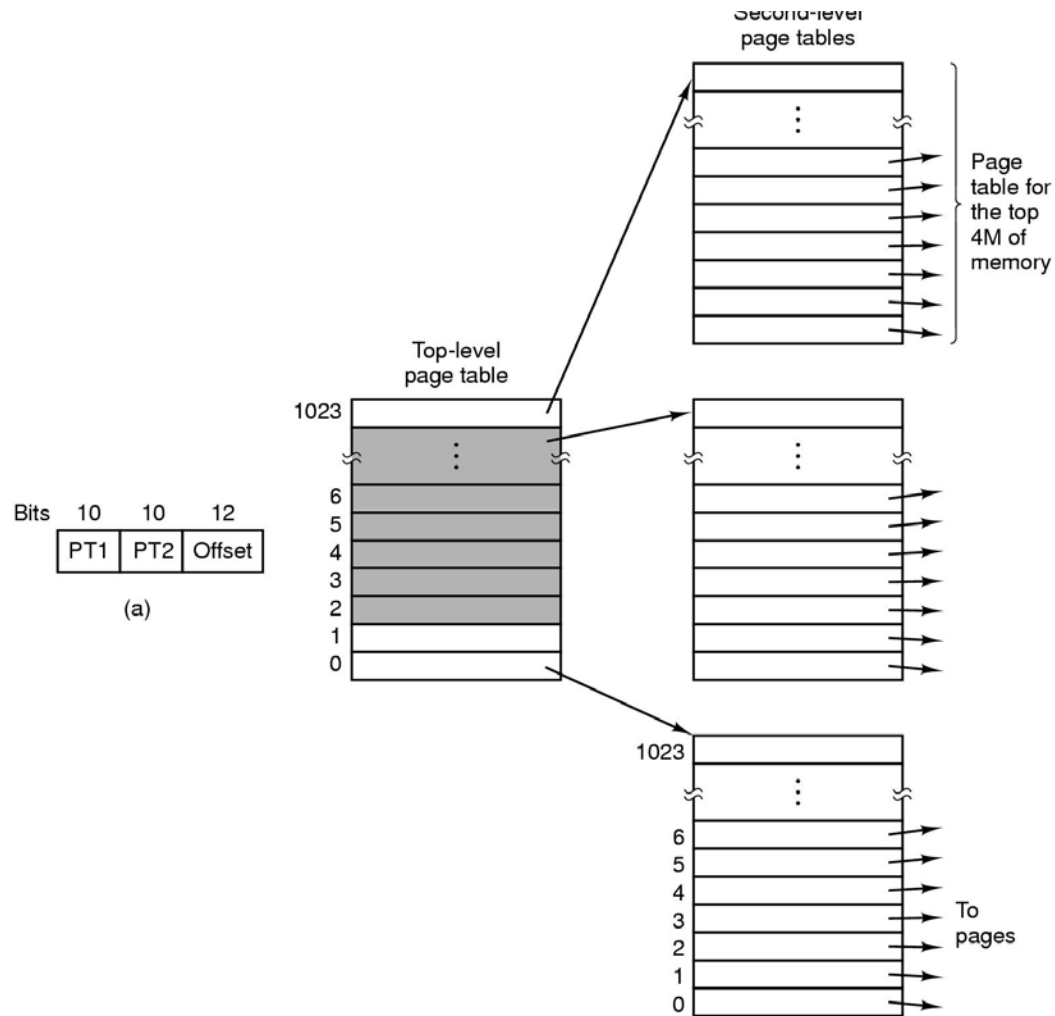 Second-level
page tables
Page
table for
the top
4M of
memory
Top-level
page table
1023
6
5
4
3
2
1
0
Bits 10 10 12
PT1 PT2 Offset
(a)
1023
6
5
4
3
2
1
0
To
pages